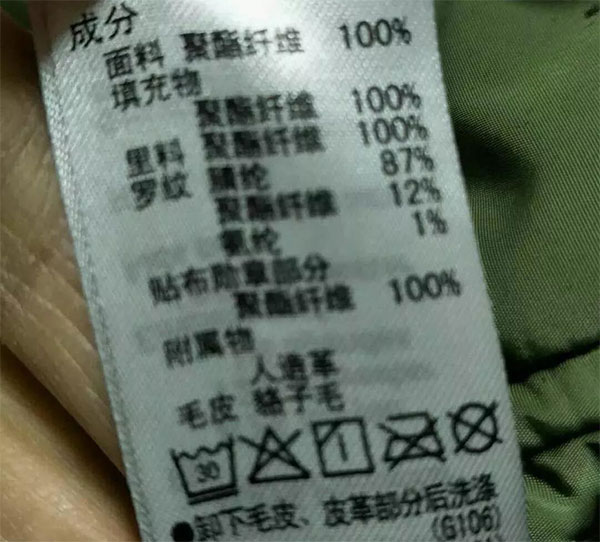 成分
面料 聚酯纤维 100%
填充物
聚酯纤维 100%
里料 聚酯纤维 100%
罗纹 腈纶 87%
聚酯纤维 12%
氨纶 1%
贴布勋章部分
聚酯纤维 100%
附属物
人造革
毛皮 貉子毛
30
●卸下毛皮、皮革部分后洗涤
(G106)